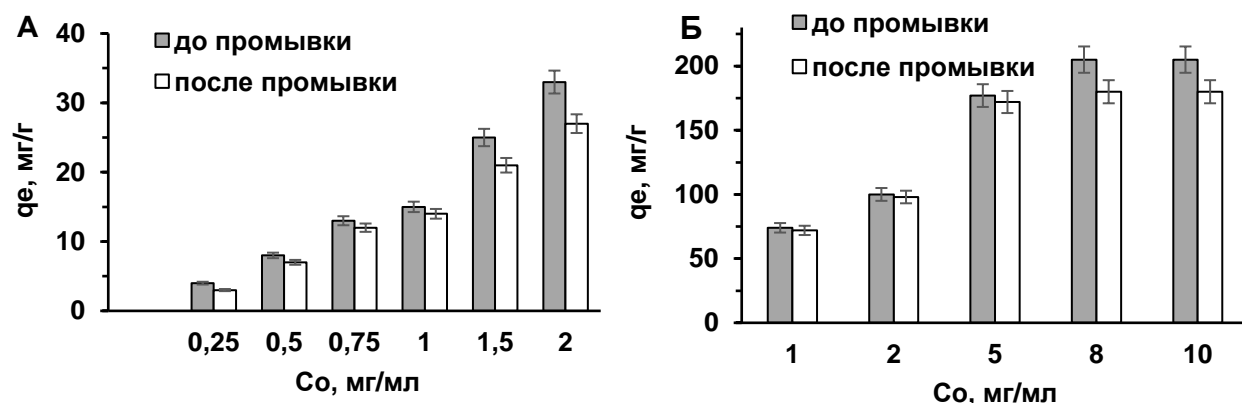 А
до промывки
после промывки
40
30
20
10
0
qe, мг/г
0,25 0,5 0,75 1 1,5 2
Co, мг/мл
Б
до промывки
после промывки
200
150
100
50
0
qe, мг/г
1 2 5 8 10
Co, мг/мл